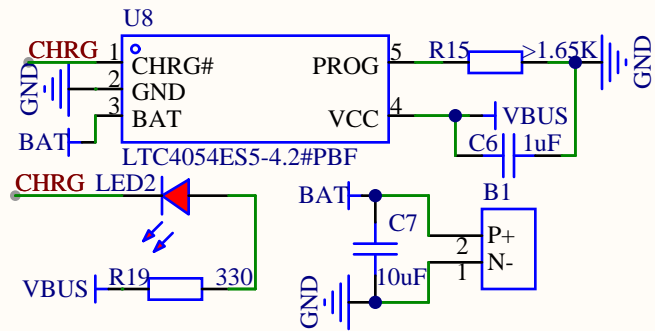 U8
CHRG 1 CHRG# PROG 5 R15 >1.65K GND
GND 2 GND
3 BAT VCC 4 VBUS
BAT
C6 1uF
LTC4054ES5-4.2#PBF
CHRG LED2
BAT C7 B1
P+ 2
N- 1
VBUS R19 330
10uF
GND